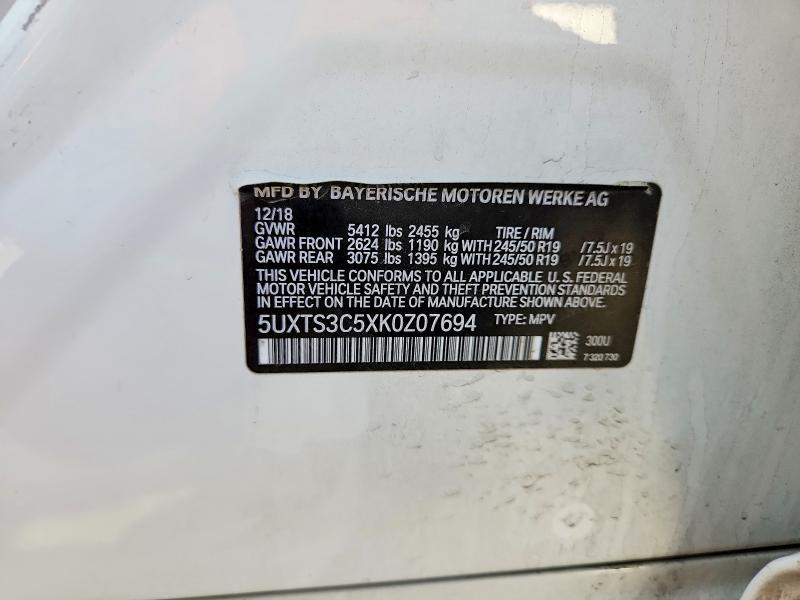 MFD BY BAYERISCHE MOTOREN WERKE AG
12/18
GVWR 5412 lbs 2455 kg TIRE / RIM
GAWR FRONT 2624 lbs 1190 kg WITH 245/50 R19 /7.5J x 19
GAWR REAR 3075 lbs 1395 kg WITH 245/50 R19 /7.5J x 19
THIS VEHICLE CONFORMS TO ALL APPLICABLE U.S. FEDERAL
MOTOR VEHICLE SAFETY AND THEFT PREVENTION STANDARDS
IN EFFECT ON THE DATE OF MANUFACTURE SHOWN ABOVE.
5UXTS3C5XK0Z07694 TYPE: MPV
300U
7 320 730